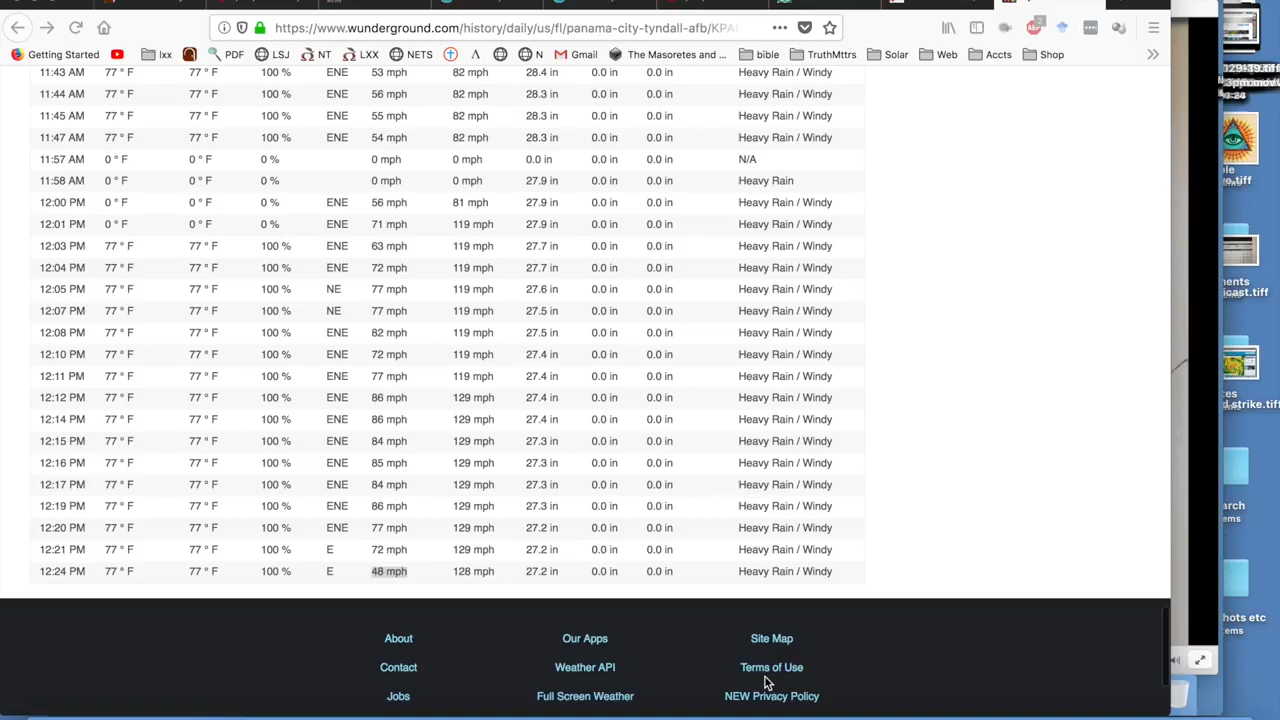 https://www.wunderground.com/history/daily/us/fl/panama-city-tyndall-afb/KPAM
Getting Started lxx PDF LSJ NT LXX NETS Gmail The Masoretes and ... bible TruthMttrs Solar Web Accts Shop
11:43 AM 77 ° F 77 ° F 100 % ENE 53 mph 82 mph 28.4 in 0.0 in 0.0 in Heavy Rain / Windy
11:44 AM 77 ° F 77 ° F 100 % ENE 53 mph 82 mph 28.3 in 0.0 in 0.0 in Heavy Rain / Windy
11:45 AM 77 ° F 77 ° F 100 % ENE 55 mph 82 mph 28.3 in 0.0 in 0.0 in Heavy Rain / Windy
11:47 AM 77 ° F 77 ° F 100 % ENE 54 mph 82 mph 28.3 in 0.0 in 0.0 in Heavy Rain / Windy
11:57 AM 0 ° F 0 ° F 0 % 0 mph 0 mph 0.0 in 0.0 in 0.0 in N/A
11:58 AM 0 ° F 0 ° F 0 % 0 mph 0 mph 27.9 in 0.0 in 0.0 in Heavy Rain
12:00 PM 0 ° F 0 ° F 0 % ENE 56 mph 81 mph 27.9 in 0.0 in 0.0 in Heavy Rain / Windy
12:01 PM 0 ° F 0 ° F 0 % ENE 71 mph 119 mph 27.9 in 0.0 in 0.0 in Heavy Rain / Windy
12:03 PM 77 ° F 77 ° F 100 % ENE 63 mph 119 mph 27.7 in 0.0 in 0.0 in Heavy Rain / Windy
12:04 PM 77 ° F 77 ° F 100 % ENE 72 mph 119 mph 27.7 in 0.0 in 0.0 in Heavy Rain / Windy
12:05 PM 77 ° F 77 ° F 100 % NE 77 mph 119 mph 27.6 in 0.0 in 0.0 in Heavy Rain / Windy
12:07 PM 77 ° F 77 ° F 100 % NE 77 mph 119 mph 27.5 in 0.0 in 0.0 in Heavy Rain / Windy
12:08 PM 77 ° F 77 ° F 100 % ENE 82 mph 119 mph 27.5 in 0.0 in 0.0 in Heavy Rain / Windy
12:10 PM 77 ° F 77 ° F 100 % ENE 72 mph 119 mph 27.4 in 0.0 in 0.0 in Heavy Rain / Windy
12:11 PM 77 ° F 77 ° F 100 % ENE 77 mph 119 mph 27.4 in 0.0 in 0.0 in Heavy Rain / Windy
12:12 PM 77 ° F 77 ° F 100 % ENE 86 mph 129 mph 27.4 in 0.0 in 0.0 in Heavy Rain / Windy
12:14 PM 77 ° F 77 ° F 100 % ENE 86 mph 129 mph 27.4 in 0.0 in 0.0 in Heavy Rain / Windy
12:15 PM 77 ° F 77 ° F 100 % ENE 84 mph 129 mph 27.3 in 0.0 in 0.0 in Heavy Rain / Windy
12:16 PM 77 ° F 77 ° F 100 % ENE 85 mph 129 mph 27.3 in 0.0 in 0.0 in Heavy Rain / Windy
12:17 PM 77 ° F 77 ° F 100 % ENE 84 mph 129 mph 27.3 in 0.0 in 0.0 in Heavy Rain / Windy
12:19 PM 77 ° F 77 ° F 100 % ENE 86 mph 129 mph 27.3 in 0.0 in 0.0 in Heavy Rain / Windy
12:20 PM 77 ° F 77 ° F 100 % ENE 77 mph 129 mph 27.2 in 0.0 in 0.0 in Heavy Rain / Windy
12:21 PM 77 ° F 77 ° F 100 % E 72 mph 129 mph 27.2 in 0.0 in 0.0 in Heavy Rain / Windy
12:24 PM 77 ° F 77 ° F 100 % E 48 mph 128 mph 27.2 in 0.0 in 0.0 in Heavy Rain / Windy
About Our Apps Site Map
Contact Weather API Terms of Use
Jobs Full Screen Weather NEW Privacy Policy
ve.tiff
ments
icast.tiff
tes
d strike.tiff
arch
ems
hots etc
ems